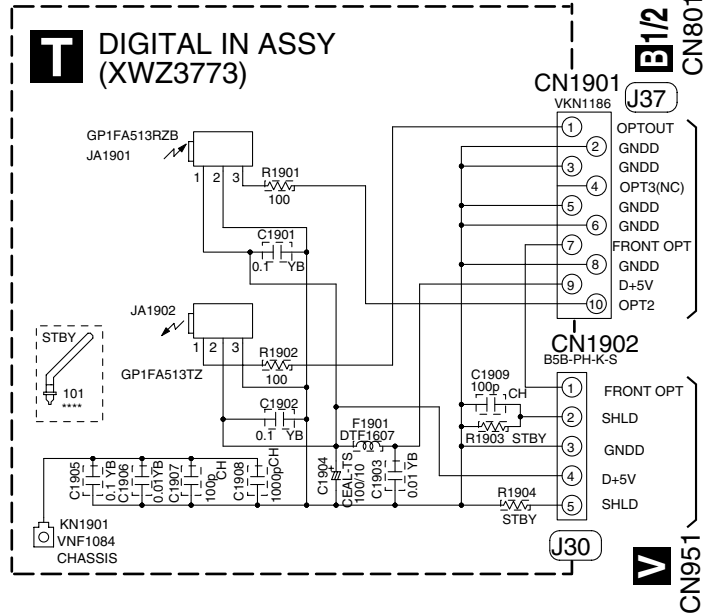 T DIGITAL IN ASSY
(XWZ3773)
B1/2
CN801
CN1901
VKN1186
J37
GP1FA513RZB
JA1901
1 2 3
R1901
100
C1901
0.1 YB
1 OPTOUT
2 GNDD
3 GNDD
4 OPT3(NC)
5 GNDD
6 GNDD
7 FRONT OPT
8 GNDD
9 D+5V
10 OPT2
JA1902
1 2 3
GP1FA513TZ
R1902
100
C1902
0.1 YB
STBY
101
****
CN1902
B5B-PH-K-S
C1909
100p
CH
R1903 STBY
1 FRONT OPT
2 SHLD
3 GNDD
4 D+5V
5 SHLD
F1901
DTF1607
C1905
0.1 YB
C1906
0.01YB
C1907
100p
CH
C1908
1000p
CH
C1904
CEAL-TS
100/10
+
C1903
0.01 YB
R1904
STBY
KN1901
VNF1084
CHASSIS
J30
V
CN951